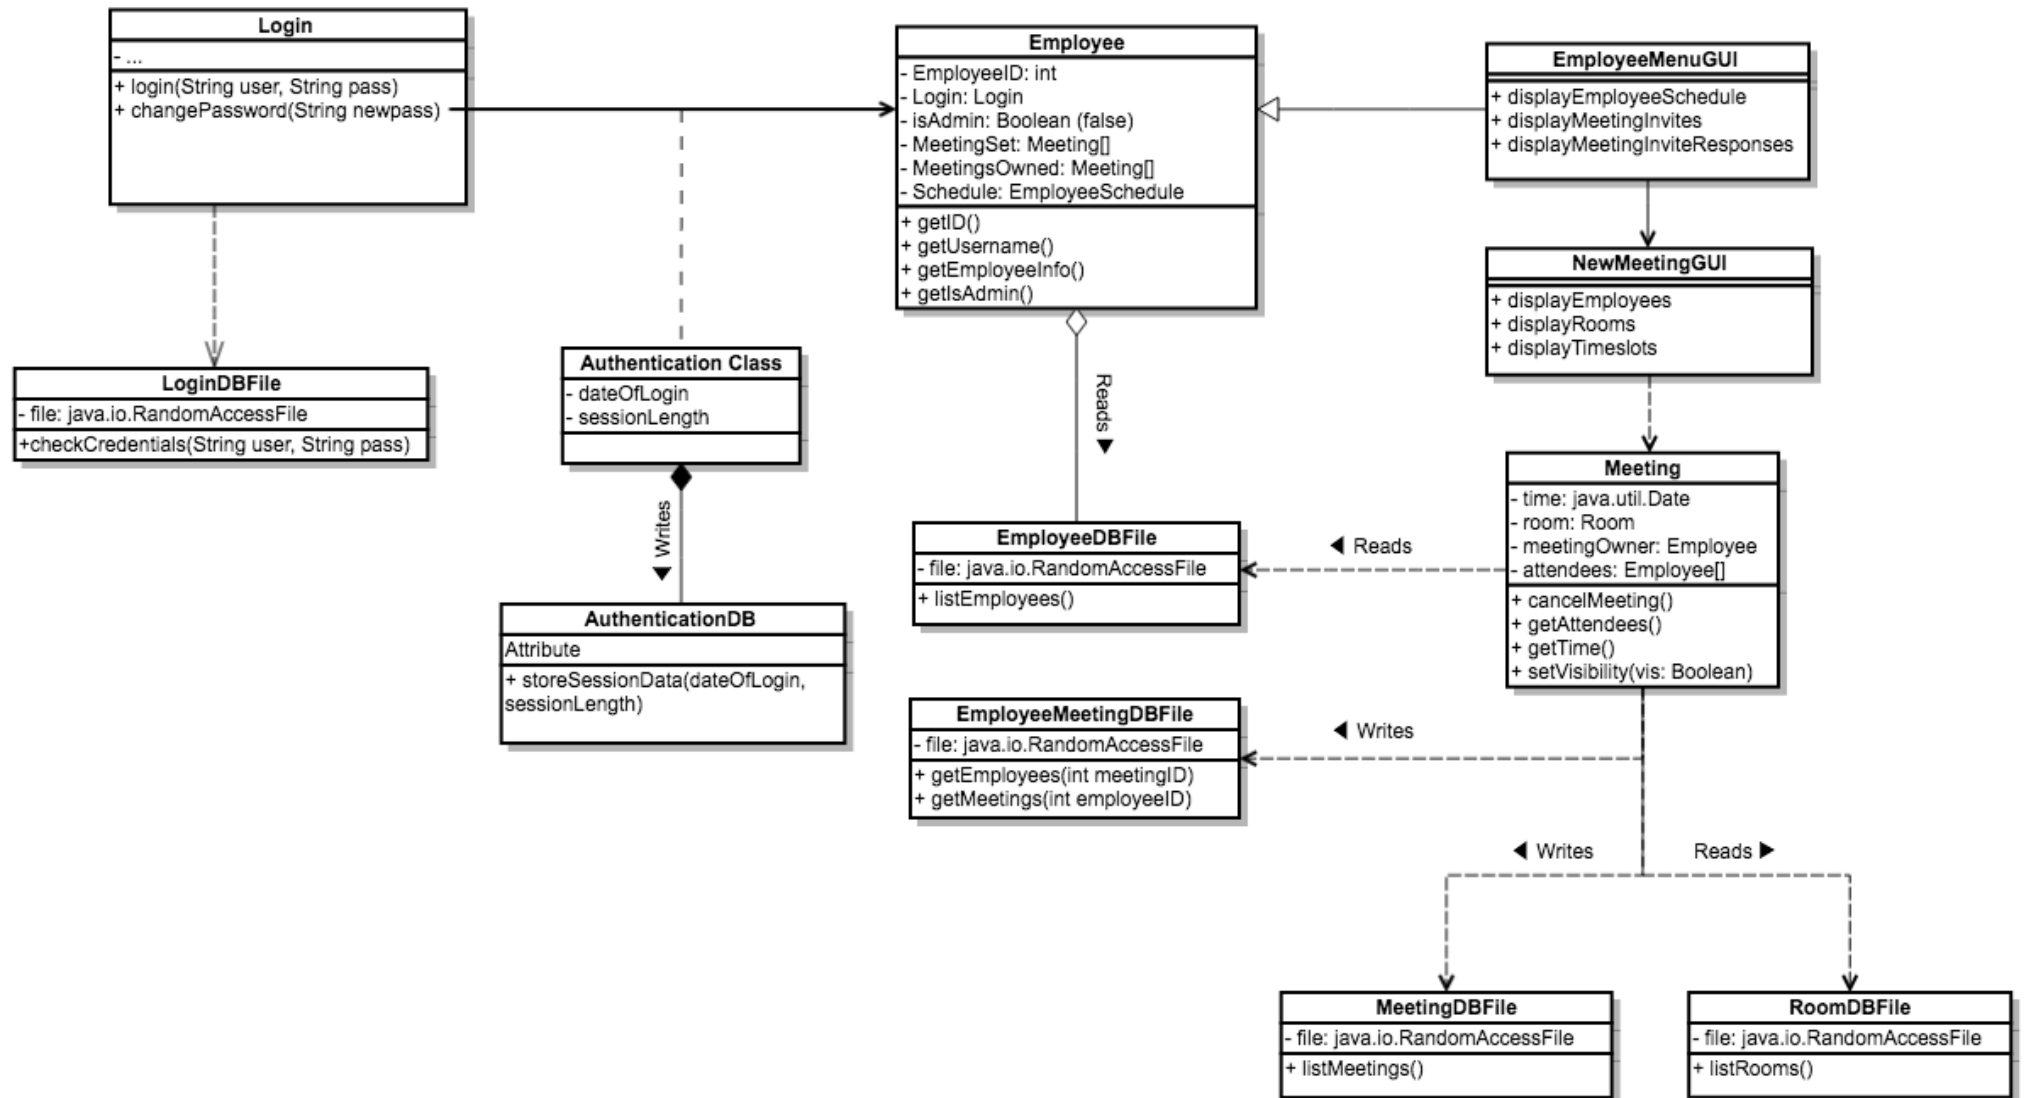 Login
- ...
+ login(String user, String pass)
+ changePassword(String newpass)
Employee
- EmployeeID: int
- Login: Login
- isAdmin: Boolean (false)
- MeetingSet: Meeting[]
- MeetingsOwned: Meeting[]
- Schedule: EmployeeSchedule
+ getID()
+ getUsername()
+ getEmployeeInfo()
+ getIsAdmin()
EmployeeMenuGUI
+ displayEmployeeSchedule
+ displayMeetingInvites
+ displayMeetingInviteResponses
NewMeetingGUI
+ displayEmployees
+ displayRooms
+ displayTimeslots
LoginDBFile
- file: java.io.RandomAccessFile
+checkCredentials(String user, String pass)
Authentication Class
- dateOfLogin
- sessionLength
Reads ▶
◀ Writes
AuthenticationDB
Attribute
+ storeSessionData(dateOfLogin,
sessionLength)
EmployeeDBFile
- file: java.io.RandomAccessFile
+ listEmployees()
◀ Reads
Meeting
- time: java.util.Date
- room: Room
- meetingOwner: Employee
- attendees: Employee[]
+ cancelMeeting()
+ getAttendees()
+ getTime()
+ setVisibility(vis: Boolean)
EmployeeMeetingDBFile
- file: java.io.RandomAccessFile
+ getEmployees(int meetingID)
+ getMeetings(int employeeID)
◀ Writes
◀ Writes
Reads ▶
MeetingDBFile
- file: java.io.RandomAccessFile
+ listMeetings()
RoomDBFile
- file: java.io.RandomAccessFile
+ listRooms()